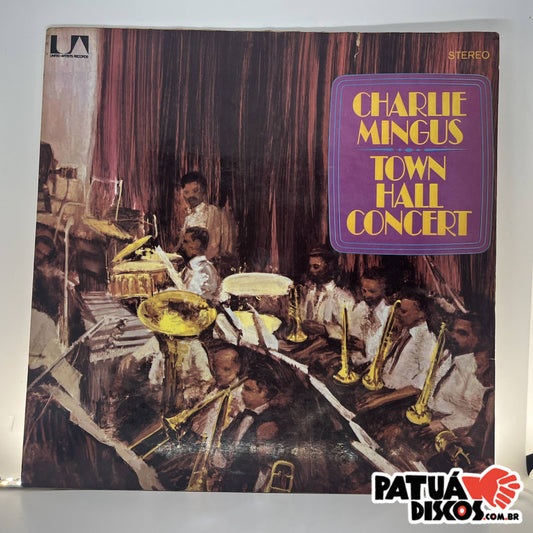 UA
UNITED ARTISTS RECORDS
STEREO
CHARLIE
MINGUS
TOWN
HALL
CONCERT
PATUÁ
DISCOS.COM.BR